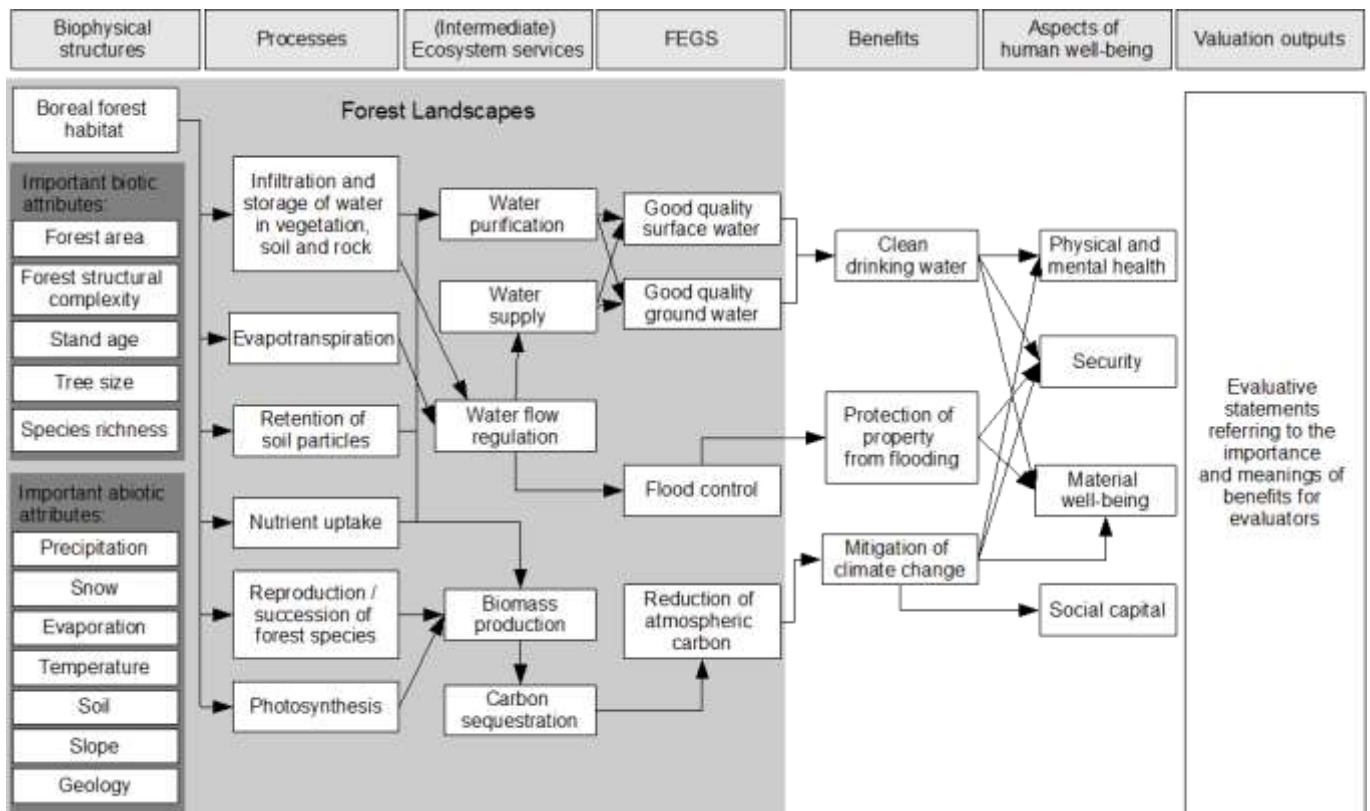 Biophysical
structures
Processes
(Intermediate)
Ecosystem services
FEGS
Benefits
Aspects of
human well-being
Valuation outputs
Forest Landscapes
Boreal forest
habitat
Important biotic
attributes:
Forest area
Forest structural
complexity
Stand age
Tree size
Species richness
Important abiotic
attributes:
Precipitation
Snow
Evaporation
Temperature
Soil
Slope
Geology
Infiltration and
storage of water
in vegetation,
soil and rock
Evapotranspiration
Retention of
soil particles
Nutrient uptake
Reproduction /
succession of
forest species
Photosynthesis
Water
purification
Water
supply
Water flow
regulation
Biomass
production
Carbon
sequestration
Good quality
surface water
Good quality
ground water
Flood control
Reduction of
atmospheric
carbon
Clean
drinking water
Protection of
property
from flooding
Mitigation of
climate change
Physical and
mental health
Security
Material
well-being
Social capital
Evaluative
statements
referring to the
importance
and meanings of
benefits for
evaluators